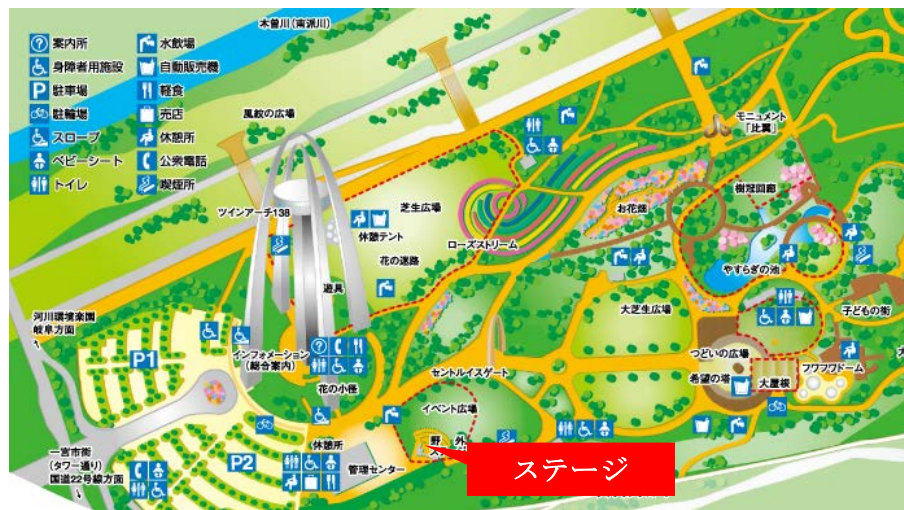 木曽川(南派川)
案内所
水飲場
身障者用施設
自動販売機
P 駐車場
軽食
駐輪場
売店
スロープ
休憩所
ベビーシート
公衆電話
トイレ
喫煙所
風紋の広場
モニュメント
「比翼」
ツインアーチ138
芝生広場
お花畑
樹冠回廊
休憩テント
ローズストリーム
花の迷路
やすらぎの池
遊具
河川環境楽園
岐阜方面
大芝生広場
子どもの街
P1
インフォメーション
(総合案内)
つどいの広場
セントルイスゲート
希望の塔
大屋根
フワフワドーム
花の小径
イベント広場
一宮市街
(タワー通り)
国道22号線方面
P2
休憩所
管理センター
野外
ステージ